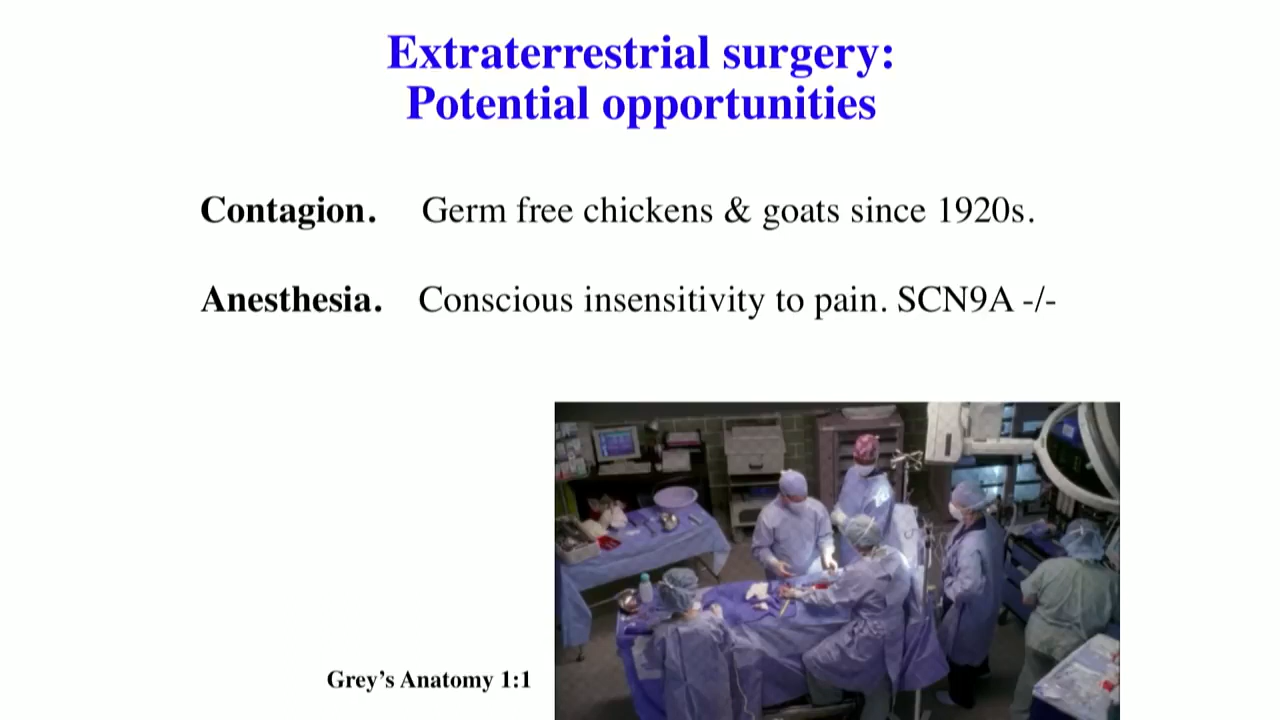 Extraterrestrial surgery:
Potential opportunities
Contagion. Germ free chickens & goats since 1920s.
Anesthesia. Conscious insensitivity to pain. SCN9A -/-
Grey's Anatomy 1:1